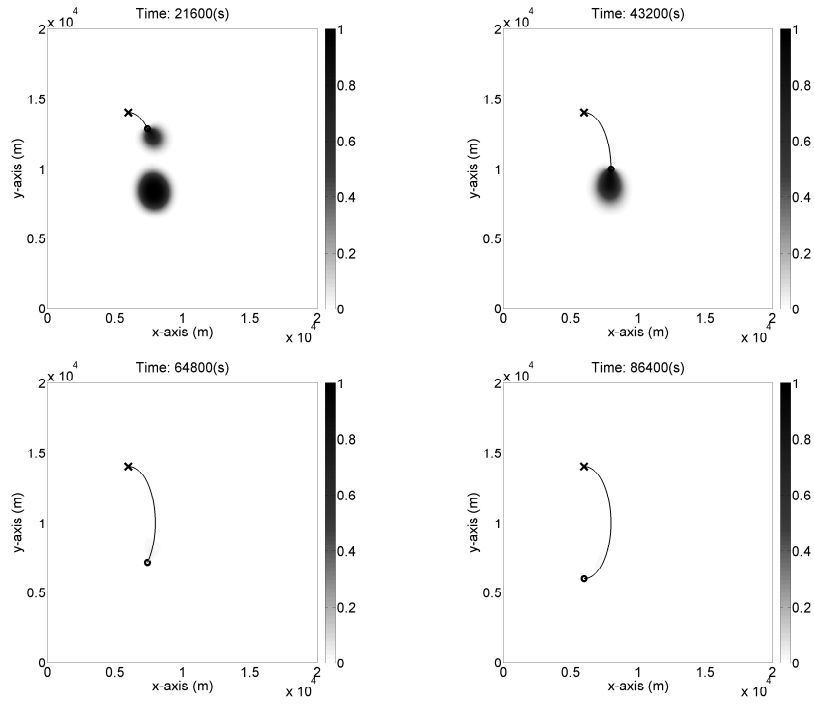 Time: 21600(s)
2 x 10^4
1.5
1
0.5
0
y-axis (m)
0 0.5 1 1.5 2
x-axis (m)
x 10^4
1
0.8
0.6
0.4
0.2
0
Time: 43200(s)
2 x 10^4
1.5
1
0.5
0
y-axis (m)
0 0.5 1 1.5 2
x-axis (m)
x 10^4
1
0.8
0.6
0.4
0.2
0
Time: 64800(s)
2 x 10^4
1.5
1
0.5
0
y-axis (m)
0 0.5 1 1.5 2
x-axis (m)
x 10^4
1
0.8
0.6
0.4
0.2
0
Time: 86400(s)
2 x 10^4
1.5
1
0.5
0
y-axis (m)
0 0.5 1 1.5 2
x-axis (m)
x 10^4
1
0.8
0.6
0.4
0.2
0